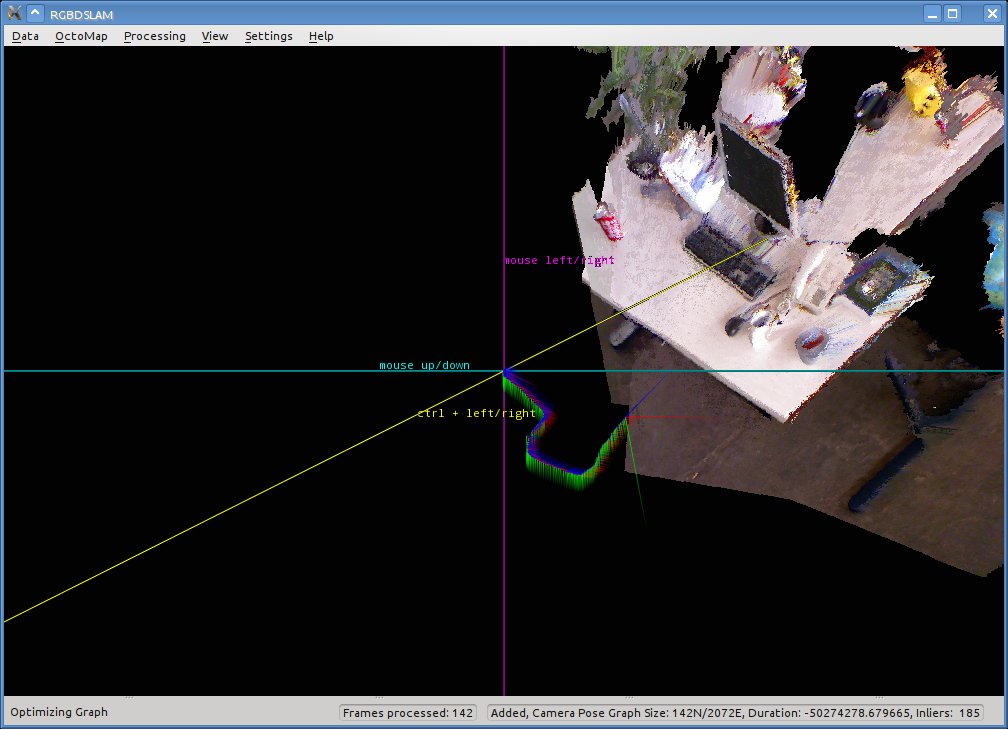 RGBDSLAM
Data OctoMap Processing View Settings Help
mouse left/right
mouse up/down
ctrl + left/right
Optimizing Graph
Frames processed: 142
Added, Camera Pose Graph Size: 142N/2072E, Duration: -50274278.679665, Inliers: 185